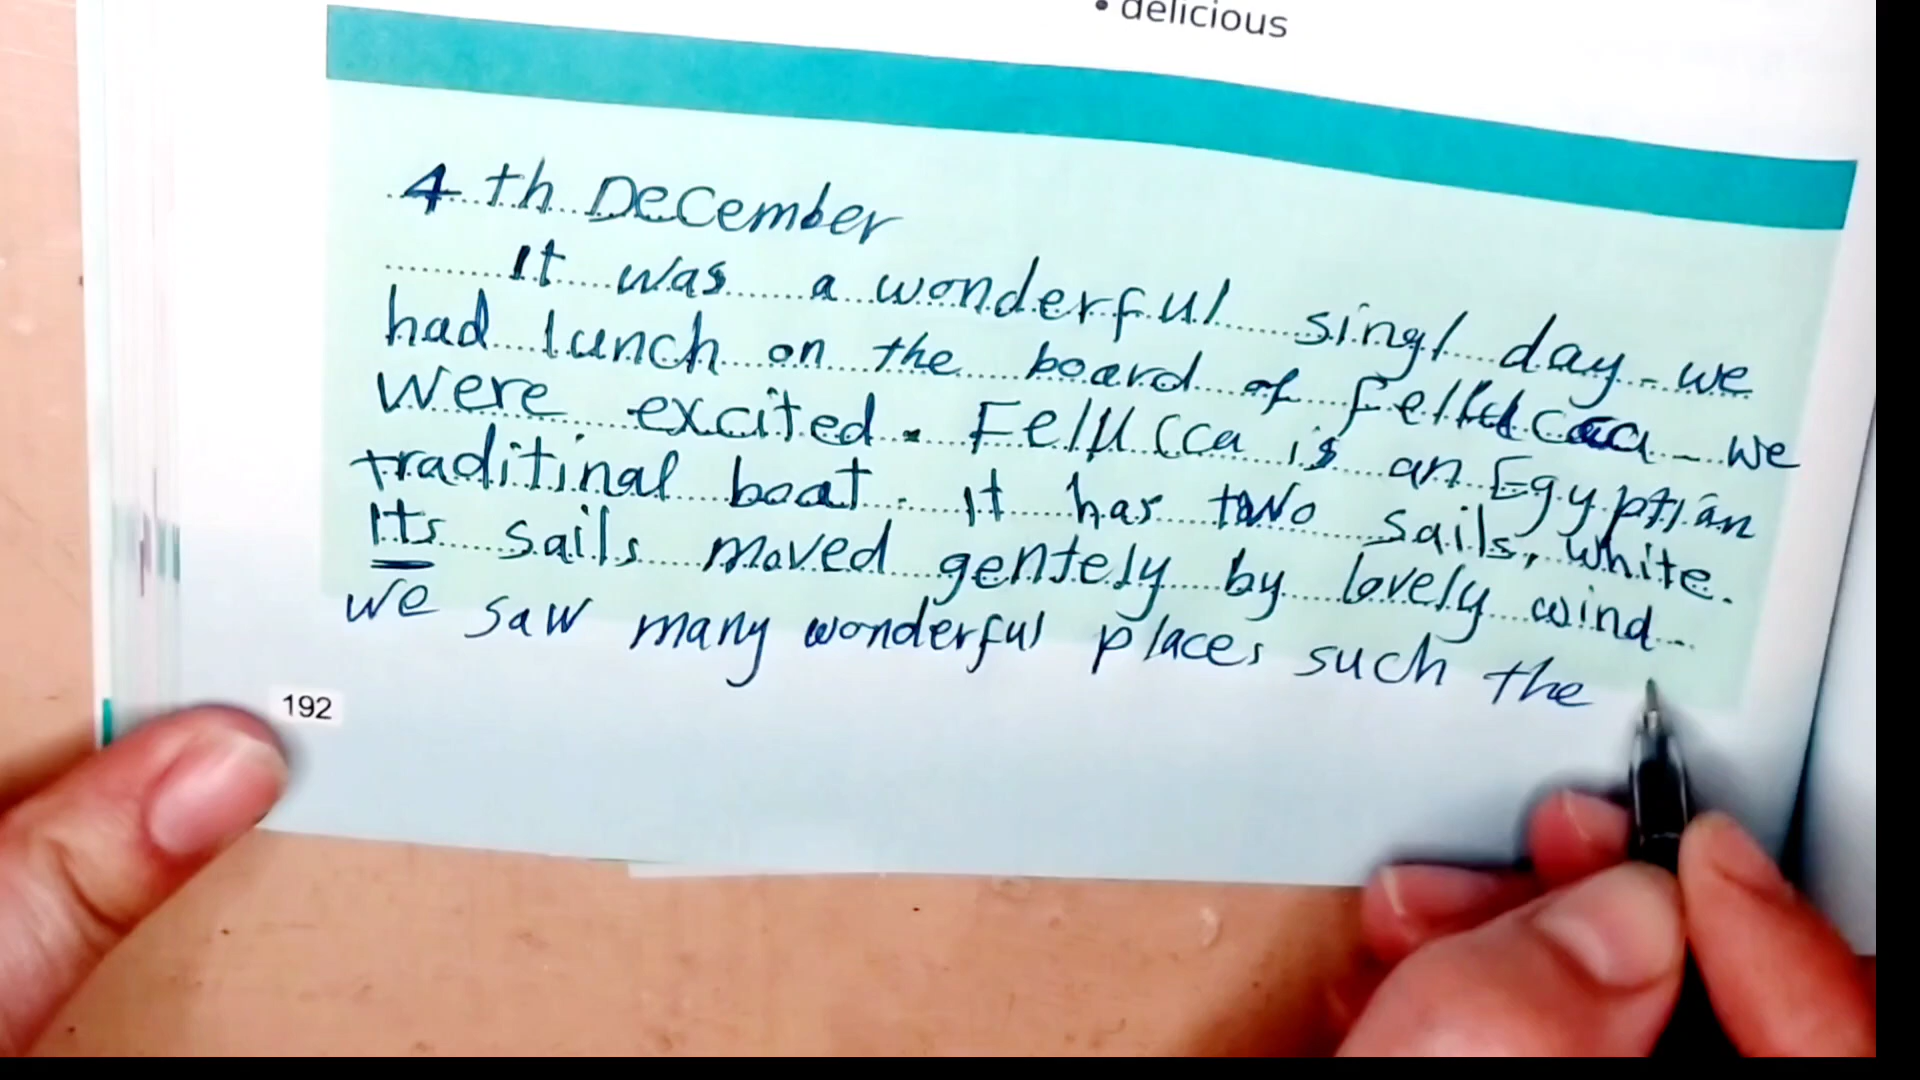 • delicious
4 th December
It was a wonderful singl day - we
had lunch on the board of Fellucca - we
were excited. Fellucca is an Egyptian
traditinal boat. It has two sails, white.
Its sails moved gentely by lovely wind.
we saw many wonderful places such the
192